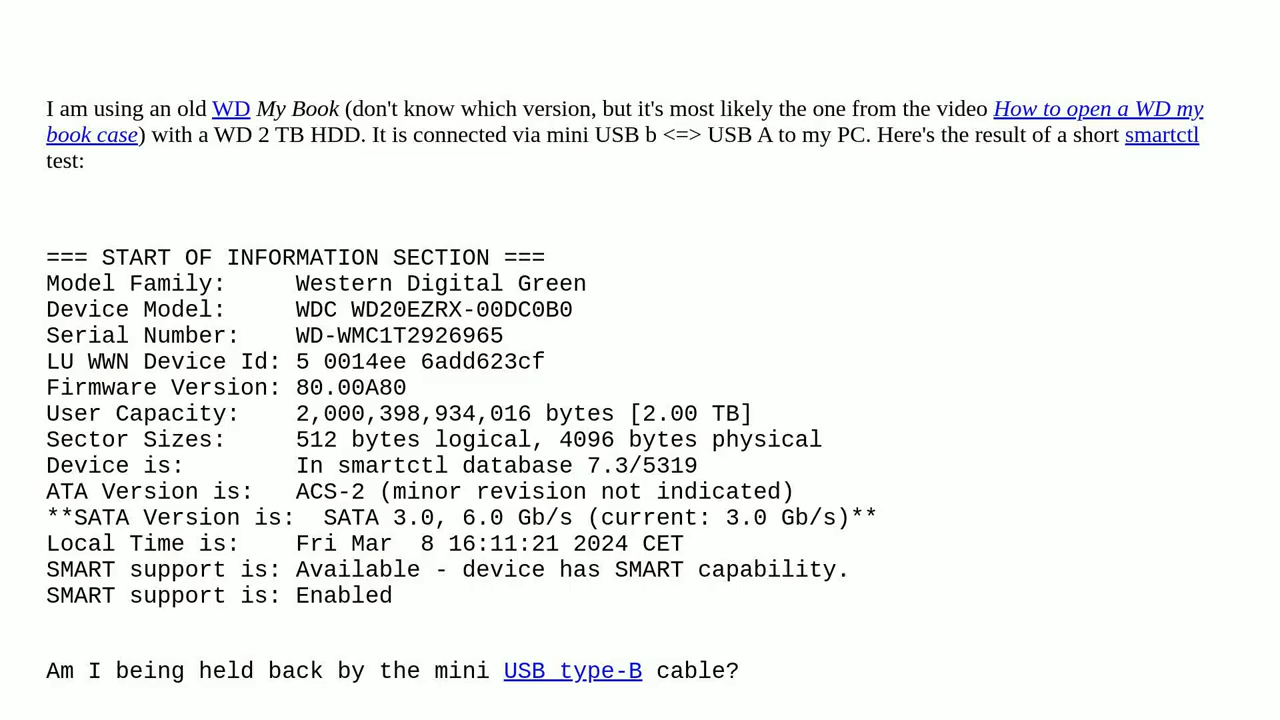 I am using an old WD My Book (don't know which version, but it's most likely the one from the video How to open a WD my
book case) with a WD 2 TB HDD. It is connected via mini USB b <=> USB A to my PC. Here's the result of a short smartctl
test:
=== START OF INFORMATION SECTION ===
Model Family:     Western Digital Green
Device Model:     WDC WD20EZRX-00DC0B0
Serial Number:    WD-WMC1T2926965
LU WWN Device Id: 5 0014ee 6add623cf
Firmware Version: 80.00A80
User Capacity:    2,000,398,934,016 bytes [2.00 TB]
Sector Sizes:     512 bytes logical, 4096 bytes physical
Device is:        In smartctl database 7.3/5319
ATA Version is:   ACS-2 (minor revision not indicated)
**SATA Version is:  SATA 3.0, 6.0 Gb/s (current: 3.0 Gb/s)**
Local Time is:    Fri Mar  8 16:11:21 2024 CET
SMART support is: Available - device has SMART capability.
SMART support is: Enabled
Am I being held back by the mini USB type-B cable?